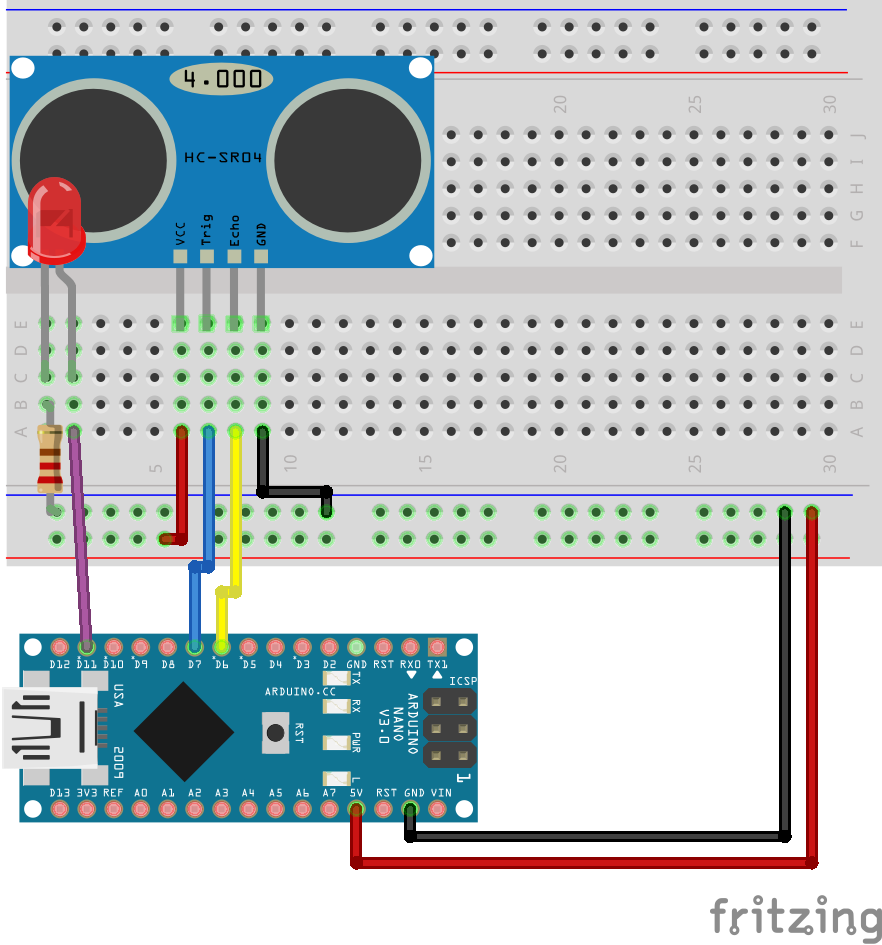 4.000
HC-SR04
VCC Trig Echo GND
20 25 30
J
I
H
G
F
E E
D D
C C
B B
A A
5 10 15 20 25 30
D12 D11 D10 D9 D8 D7 D6 D5 D4 D3 D2 GND RST RX0 TX1
USA
2009
ARDUINO.CC
RST
TX
RX
PWR
L
ARDUINO
NANO
V3.0
ICSP
1
D13 3V3 REF A0 A1 A2 A3 A4 A5 A6 A7 5V RST GND VIN
fritzing